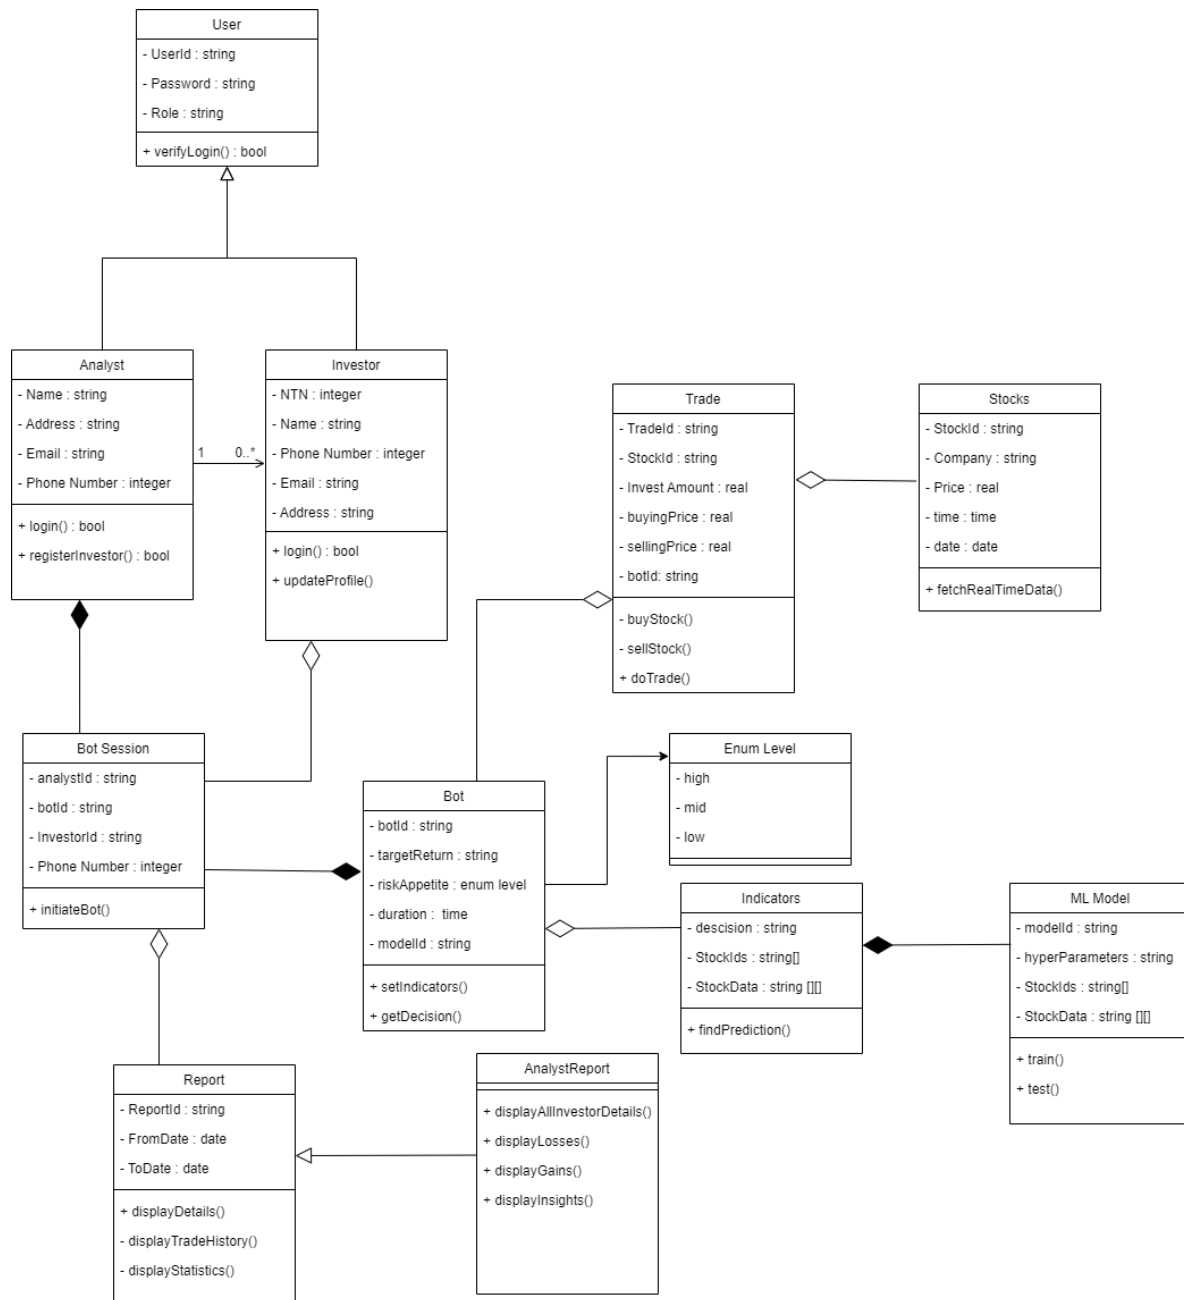 User
- UserId : string
- Password : string
- Role : string
+ verifyLogin() : bool
Analyst
- Name : string
- Address : string
- Email : string
- Phone Number : integer
+ login() : bool
+ registerInvestor() : bool
1
0..*
Investor
- NTN : integer
- Name : string
- Phone Number : integer
- Email : string
- Address : string
+ login() : bool
+ updateProfile()
Trade
- TradeId : string
- StockId : string
- Invest Amount : real
- buyingPrice : real
- sellingPrice : real
- botId: string
- buyStock()
- sellStock()
+ doTrade()
Stocks
- StockId : string
- Company : string
- Price : real
- time : time
- date : date
+ fetchRealTimeData()
Bot Session
- analystId : string
- botId : string
- InvestorId : string
- Phone Number : integer
+ initiateBot()
Bot
- botId : string
- targetReturn : string
- riskAppetite : enum level
- duration : time
- modelId : string
+ setIndicators()
+ getDecision()
Enum Level
- high
- mid
- low
Indicators
- descision : string
- StockIds : string[]
- StockData : string [][]
+ findPrediction()
ML Model
- modelId : string
- hyperParameters : string
- StockIds : string[]
- StockData : string [][]
+ train()
+ test()
Report
- ReportId : string
- FromDate : date
- ToDate : date
+ displayDetails()
- displayTradeHistory()
- displayStatistics()
AnalystReport
+ displayAllInvestorDetails()
+ displayLosses()
+ displayGains()
+ displayInsights()